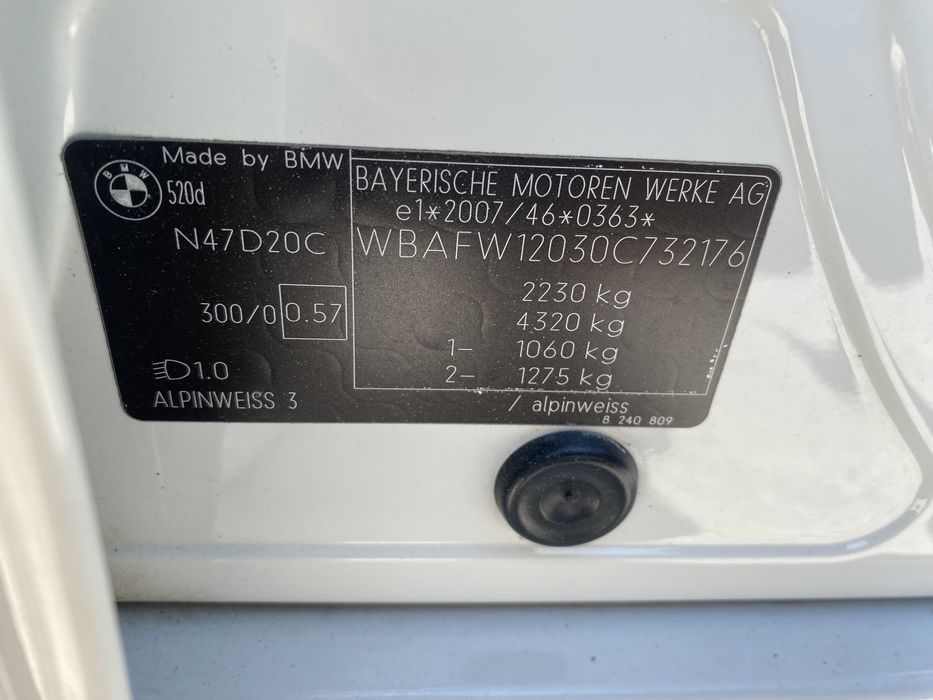 Made by BMW
BMW
520d
N47D20C
300/0 0.57
1.0
ALPINWEISS 3
BAYERISCHE MOTOREN WERKE AG
e1*2007/46*0363*
WBAFW12030C732176
2230 kg
4320 kg
1– 1060 kg
2– 1275 kg
/ alpinweiss
8 240 809